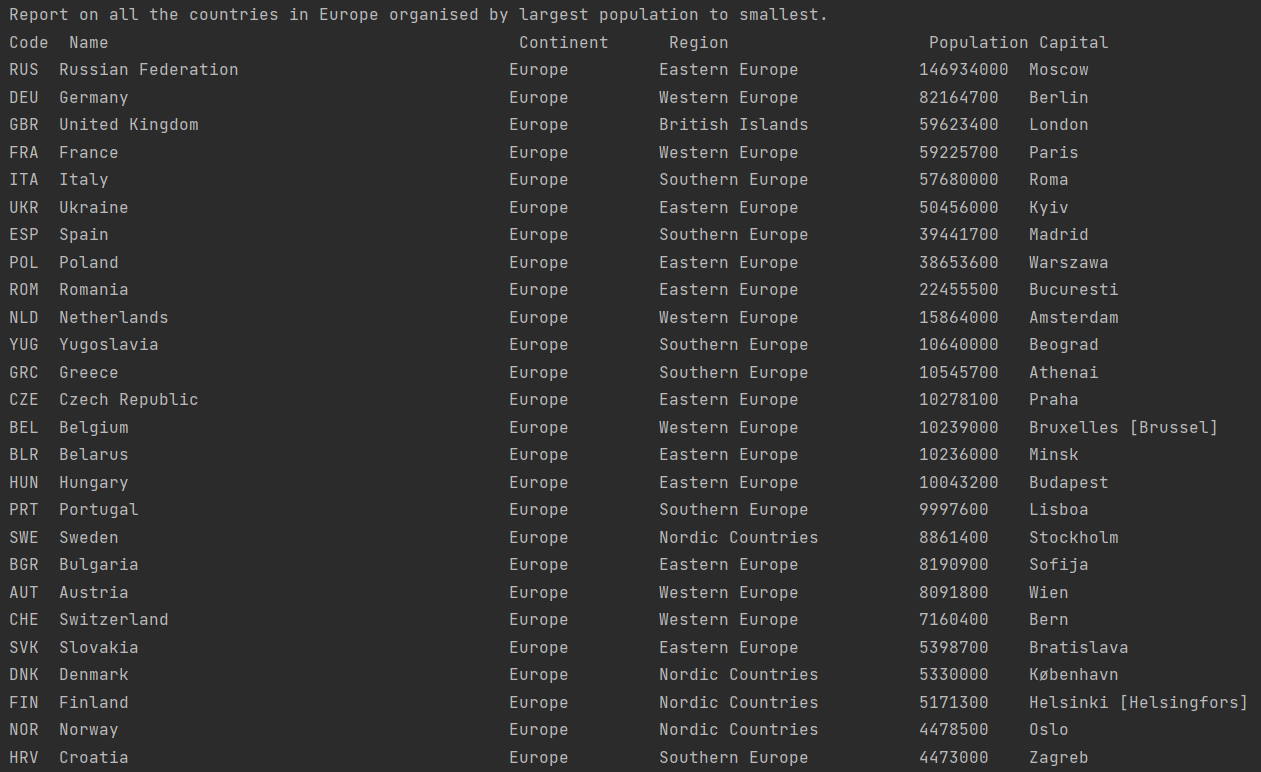 Report on all the countries in Europe organised by largest population to smallest.
Code  Name                                         Continent      Region                    Population Capital
RUS  Russian Federation                           Europe         Eastern Europe            146934000  Moscow
DEU  Germany                                      Europe         Western Europe            82164700   Berlin
GBR  United Kingdom                               Europe         British Islands           59623400   London
FRA  France                                       Europe         Western Europe            59225700   Paris
ITA  Italy                                        Europe         Southern Europe           57680000   Roma
UKR  Ukraine                                      Europe         Eastern Europe            50456000   Kyiv
ESP  Spain                                        Europe         Southern Europe           39441700   Madrid
POL  Poland                                       Europe         Eastern Europe            38653600   Warszawa
ROM  Romania                                      Europe         Eastern Europe            22455500   Bucuresti
NLD  Netherlands                                  Europe         Western Europe            15864000   Amsterdam
YUG  Yugoslavia                                   Europe         Southern Europe           10640000   Beograd
GRC  Greece                                       Europe         Southern Europe           10545700   Athenai
CZE  Czech Republic                               Europe         Eastern Europe            10278100   Praha
BEL  Belgium                                      Europe         Western Europe            10239000   Bruxelles [Brussel]
BLR  Belarus                                      Europe         Eastern Europe            10236000   Minsk
HUN  Hungary                                      Europe         Eastern Europe            10043200   Budapest
PRT  Portugal                                     Europe         Southern Europe           9997600    Lisboa
SWE  Sweden                                       Europe         Nordic Countries          8861400    Stockholm
BGR  Bulgaria                                     Europe         Eastern Europe            8190900    Sofija
AUT  Austria                                      Europe         Western Europe            8091800    Wien
CHE  Switzerland                                  Europe         Western Europe            7160400    Bern
SVK  Slovakia                                     Europe         Eastern Europe            5398700    Bratislava
DNK  Denmark                                      Europe         Nordic Countries          5330000    København
FIN  Finland                                      Europe         Nordic Countries          5171300    Helsinki [Helsingfors]
NOR  Norway                                       Europe         Nordic Countries          4478500    Oslo
HRV  Croatia                                      Europe         Southern Europe           4473000    Zagreb